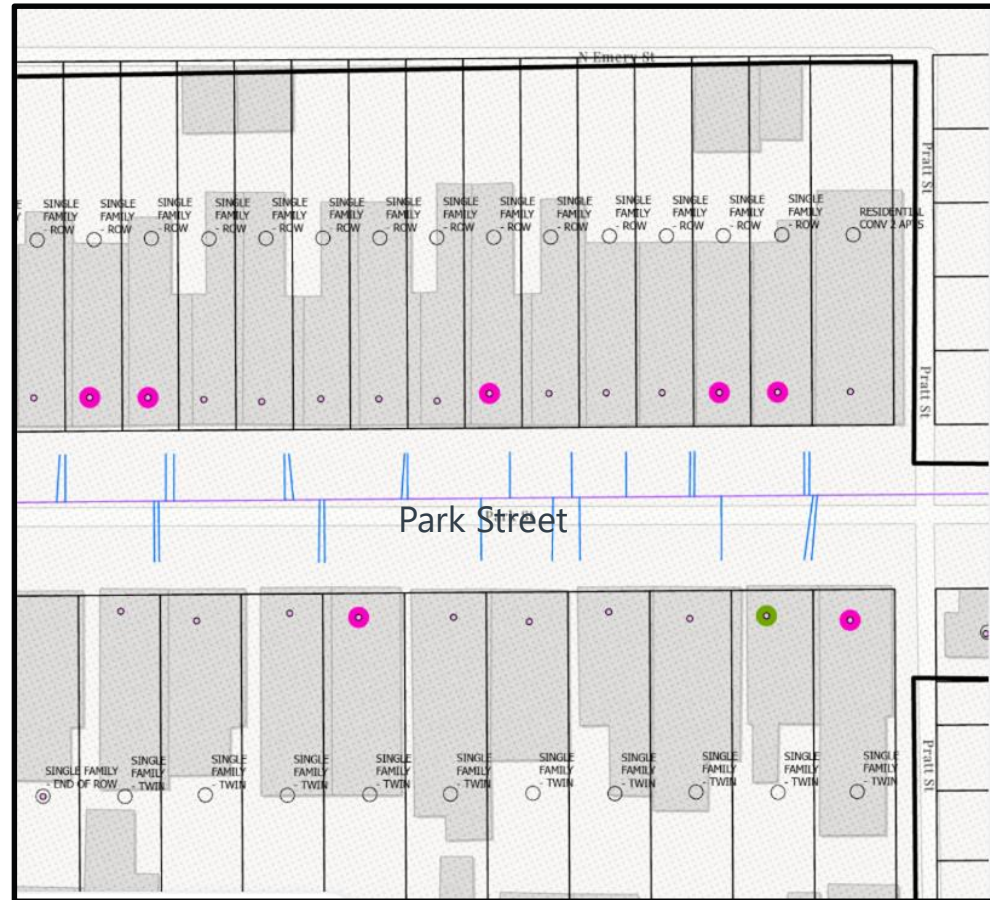 N Emery St
Pratt St
SINGLE
FAMILY
- ROW
SINGLE
FAMILY
- ROW
SINGLE
FAMILY
- ROW
SINGLE
FAMILY
- ROW
SINGLE
FAMILY
- ROW
SINGLE
FAMILY
- ROW
SINGLE
FAMILY
- ROW
SINGLE
FAMILY
- ROW
SINGLE
FAMILY
- ROW
SINGLE
FAMILY
- ROW
SINGLE
FAMILY
- ROW
SINGLE
FAMILY
- ROW
SINGLE
FAMILY
- ROW
SINGLE
FAMILY
- ROW
RESIDENTIAL
CONV 2 APTS
Pratt St
Park St
Park Street
SINGLE FAMILY
- END OF ROW
SINGLE
FAMILY
- TWIN
SINGLE
FAMILY
- TWIN
SINGLE
FAMILY
- TWIN
SINGLE
FAMILY
- TWIN
SINGLE
FAMILY
- TWIN
SINGLE
FAMILY
- TWIN
SINGLE
FAMILY
- TWIN
SINGLE
FAMILY
- TWIN
SINGLE
FAMILY
- TWIN
SINGLE
FAMILY
- TWIN
Pratt St